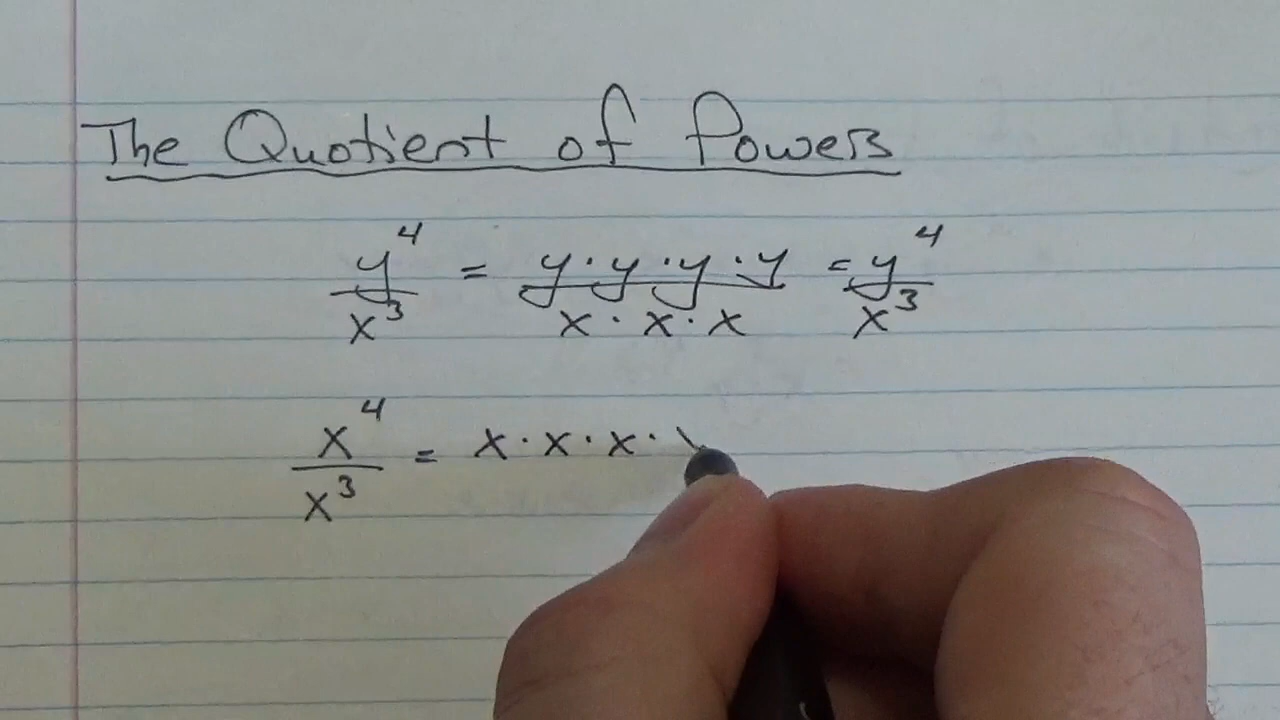 The Quotient of Powers
y⁴/x³ = y·y·y·y/x·x·x = y⁴/x³
x⁴/x³ = x·x·x·